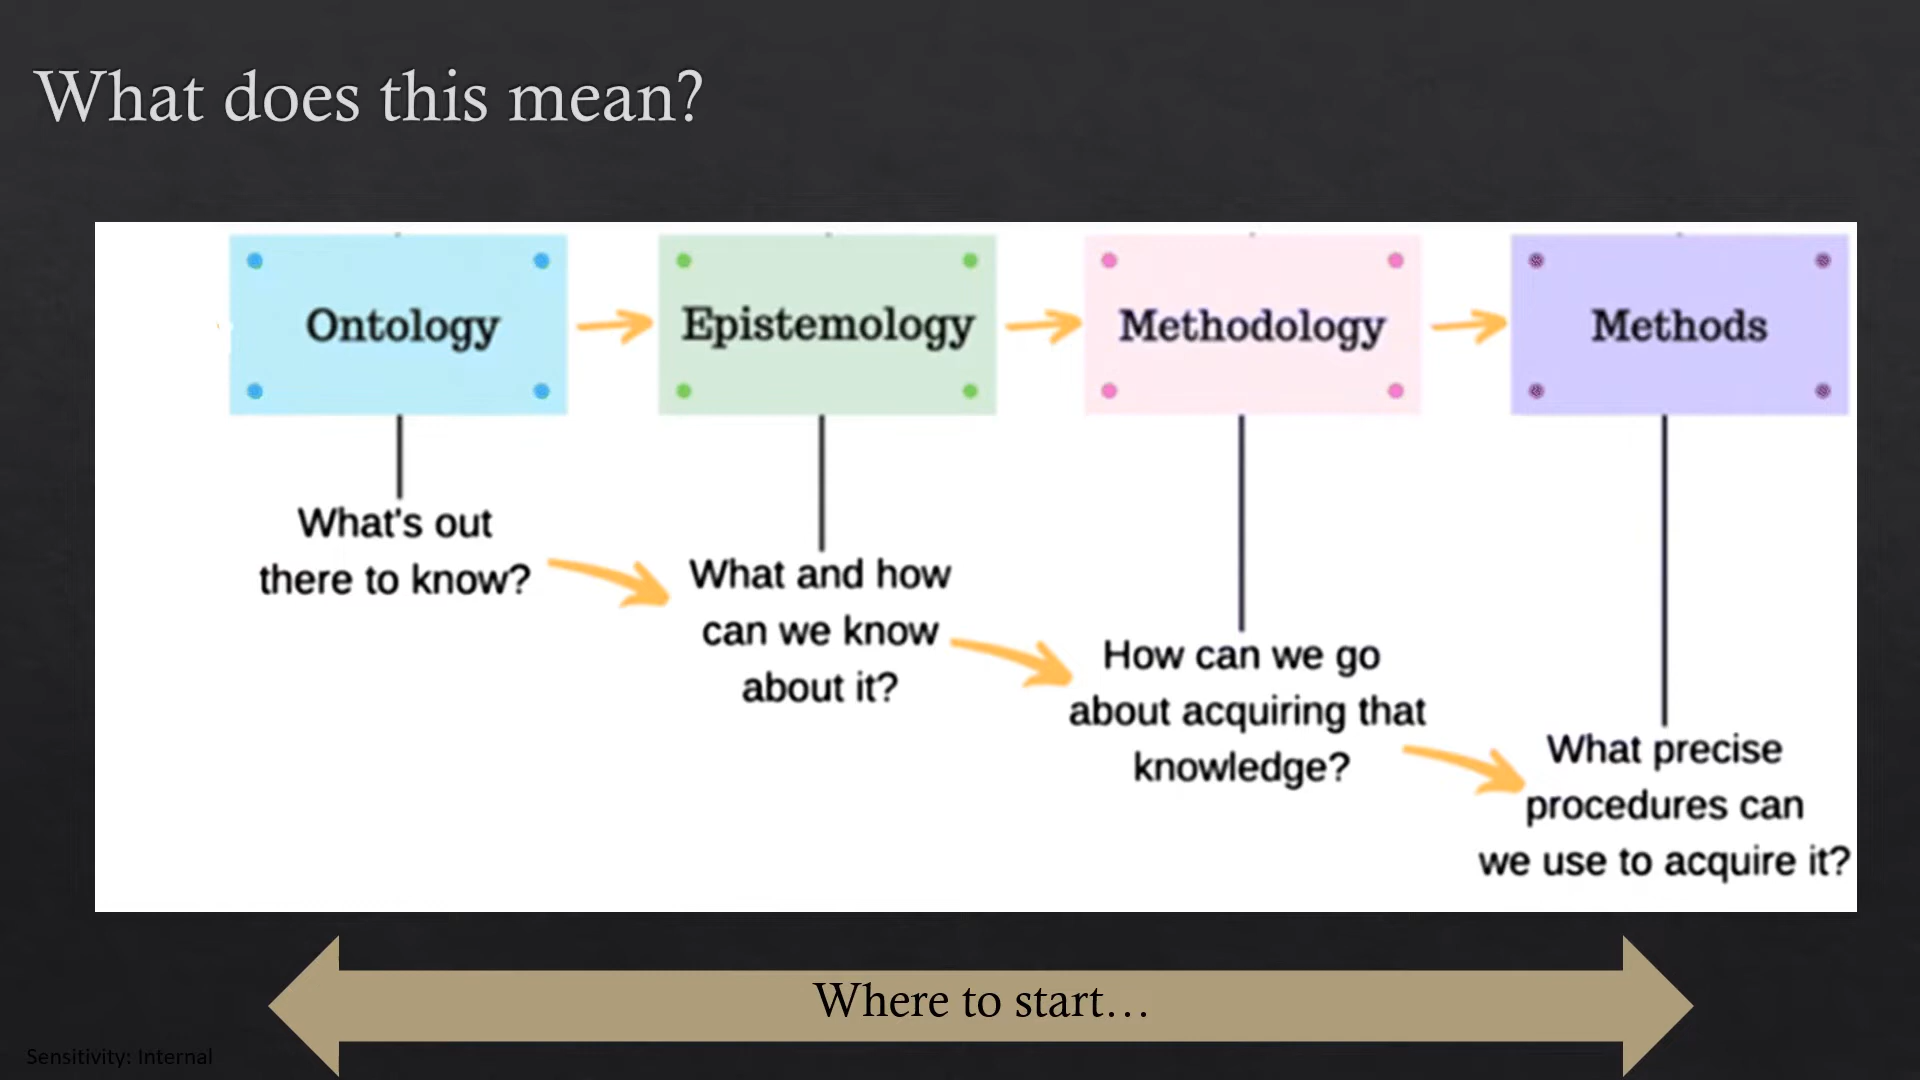 What does this mean?
Ontology
Epistemology
Methodology
Methods
What's out
there to know?
What and how
can we know
about it?
How can we go
about acquiring that
knowledge?
What precise
procedures can
we use to acquire it?
Where to start…
Sensitivity: Internal